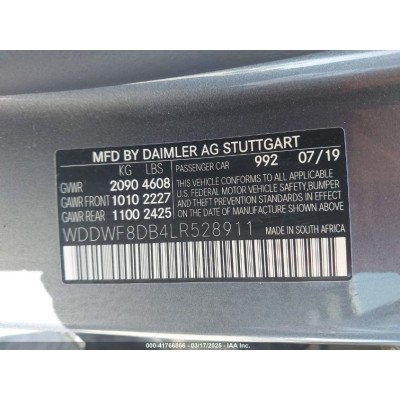 MFD BY DAIMLER AG STUTTGART
KG LBS PASSENGER CAR 992 07/19
GVWR 2090 4608 THIS VEHICLE CONFORMS TO ALL APPLICABLE
GAWR FRONT 1010 2227 U.S. FEDERAL MOTOR VEHICLE SAFETY, BUMPER
GAWR REAR 1100 2425 AND THEFT PREVENTION STANDARDS IN EFFECT
ON THE DATE OF MANUFACTURE SHOWN ABOVE.
WDDWF8DB4LR528911 MADE IN SOUTH AFRICA
000-41766866 - 03/17/2025 - IAA Inc.